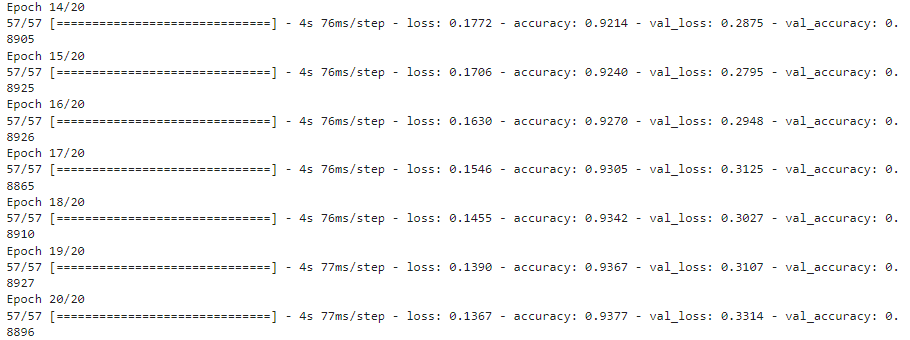 Epoch 14/20
57/57 [==============================] - 4s 76ms/step - loss: 0.1772 - accuracy: 0.9214 - val_loss: 0.2875 - val_accuracy: 0.
8905
Epoch 15/20
57/57 [==============================] - 4s 76ms/step - loss: 0.1706 - accuracy: 0.9240 - val_loss: 0.2795 - val_accuracy: 0.
8925
Epoch 16/20
57/57 [==============================] - 4s 76ms/step - loss: 0.1630 - accuracy: 0.9270 - val_loss: 0.2948 - val_accuracy: 0.
8926
Epoch 17/20
57/57 [==============================] - 4s 76ms/step - loss: 0.1546 - accuracy: 0.9305 - val_loss: 0.3125 - val_accuracy: 0.
8865
Epoch 18/20
57/57 [==============================] - 4s 76ms/step - loss: 0.1455 - accuracy: 0.9342 - val_loss: 0.3027 - val_accuracy: 0.
8910
Epoch 19/20
57/57 [==============================] - 4s 77ms/step - loss: 0.1390 - accuracy: 0.9367 - val_loss: 0.3107 - val_accuracy: 0.
8927
Epoch 20/20
57/57 [==============================] - 4s 77ms/step - loss: 0.1367 - accuracy: 0.9377 - val_loss: 0.3314 - val_accuracy: 0.
8896